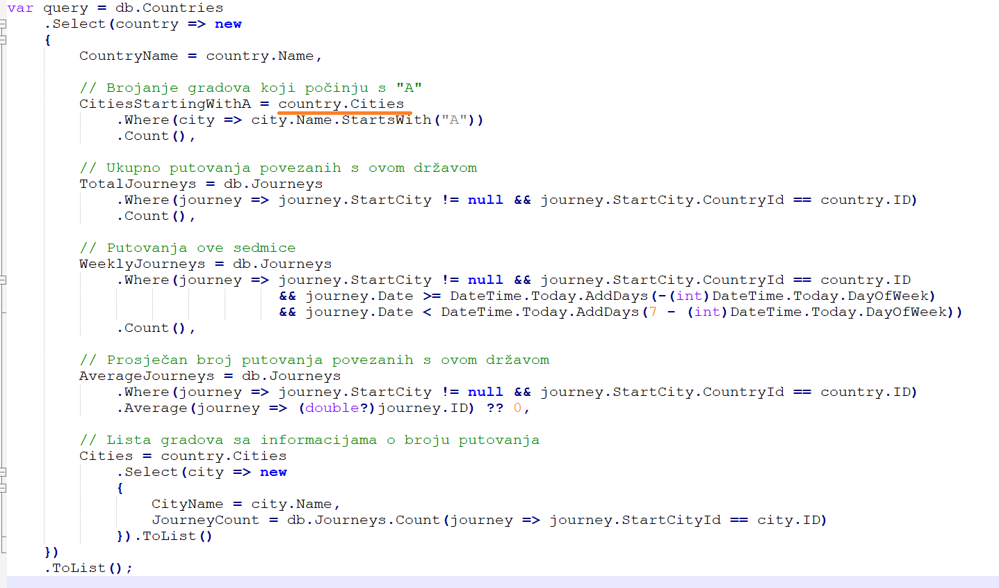 var query = db.Countries
.Select(country => new
{
CountryName = country.Name,
// Brojanje gradova koji počinju s "A"
CitiesStartingWithA = country.Cities
.Where(city => city.Name.StartsWith("A"))
.Count(),
// Ukupno putovanja povezanih s ovom državom
TotalJourneys = db.Journeys
.Where(journey => journey.StartCity != null && journey.StartCity.CountryId == country.ID)
.Count(),
// Putovanja ove sedmice
WeeklyJourneys = db.Journeys
.Where(journey => journey.StartCity != null && journey.StartCity.CountryId == country.ID
&& journey.Date >= DateTime.Today.AddDays(-(int)DateTime.Today.DayOfWeek)
&& journey.Date < DateTime.Today.AddDays(7 - (int)DateTime.Today.DayOfWeek))
.Count(),
// Prosječan broj putovanja povezanih s ovom državom
AverageJourneys = db.Journeys
.Where(journey => journey.StartCity != null && journey.StartCity.CountryId == country.ID)
.Average(journey => (double?)journey.ID) ?? 0,
// Lista gradova sa informacijama o broju putovanja
Cities = country.Cities
.Select(city => new
{
CityName = city.Name,
JourneyCount = db.Journeys.Count(journey => journey.StartCityId == city.ID)
}).ToList()
})
.ToList();